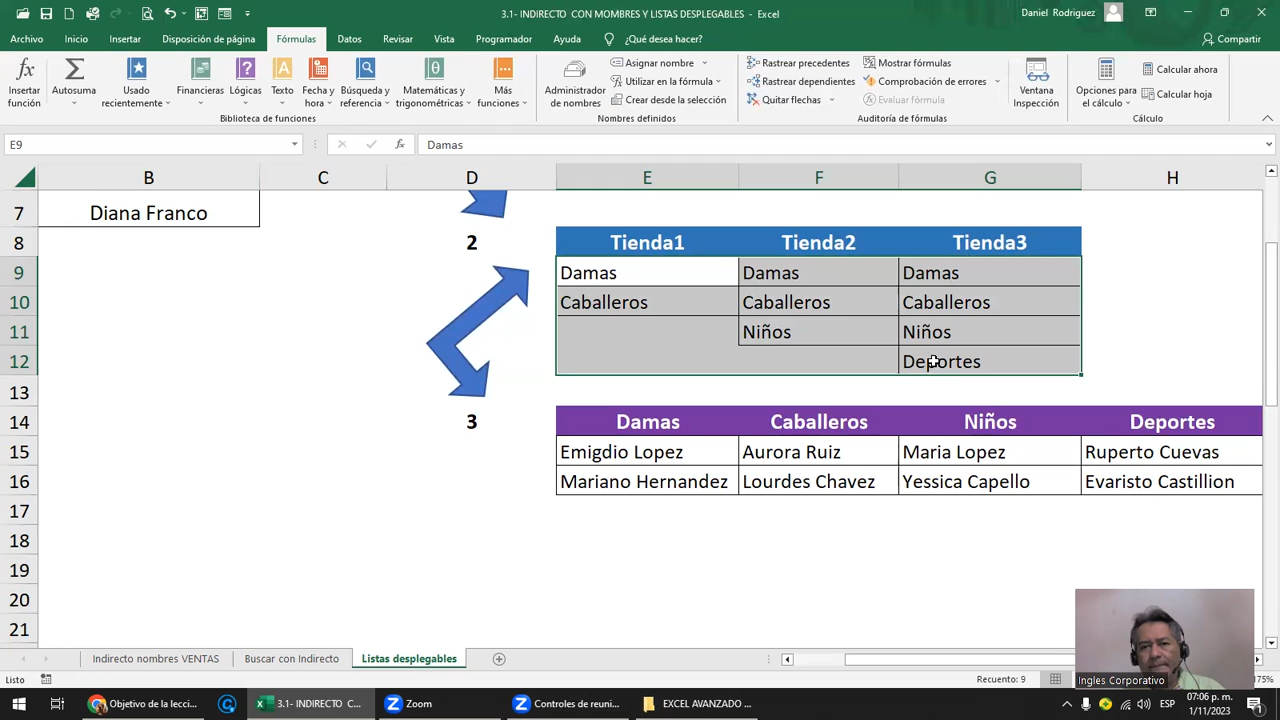 3.1- INDIRECTO CON MOMBRES Y LISTAS DESPLEGABLES - Excel
Daniel Rodriguez
Archivo Inicio Insertar Disposición de página Fórmulas Datos Revisar Vista Programador Ayuda ¿Qué desea hacer? Compartir
Insertar función
Autosuma
Usado recientemente
Financieras
Lógicas
Texto
Fecha y hora
Búsqueda y referencia
Matemáticas y trigonométricas
Más funciones
Biblioteca de funciones
Administrador de nombres
Asignar nombre
Utilizar en la fórmula
Crear desde la selección
Nombres definidos
Rastrear precedentes
Rastrear dependientes
Quitar flechas
Mostrar fórmulas
Comprobación de errores
Evaluar fórmula
Auditoría de fórmulas
Ventana Inspección
Opciones para el cálculo
Calcular ahora
Calcular hoja
Cálculo
E9 fx Damas
B C D E F G H
7 Diana Franco
8 2 Tienda1 Tienda2 Tienda3
9 Damas Damas Damas
10 Caballeros Caballeros Caballeros
11 Niños Niños
12 Deportes
13
14 3 Damas Caballeros Niños Deportes
15 Emigdio Lopez Aurora Ruiz Maria Lopez Ruperto Cuevas
16 Mariano Hernandez Lourdes Chavez Yessica Capello Evaristo Castillion
17
18
19
20
21
Ingles Corporativo
Indirecto nombres VENTAS Buscar con Indirecto Listas desplegables
Listo Recuento: 9 175%
Objetivo de la lecci... 3.1- INDIRECTO C... Zoom Controles de reuni... EXCEL AVANZADO ... ESP
07:06 p. m.
1/11/2023